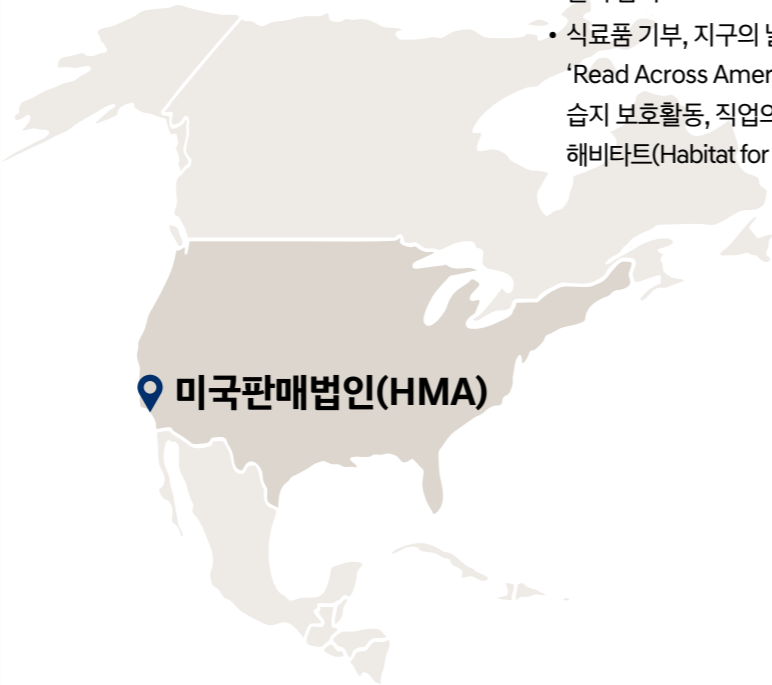 • 식료품 기부, 지구의
‘Read Across Amer
습지 보호활동, 직업의
해비타트(Habitat for
미국판매법인(HMA)